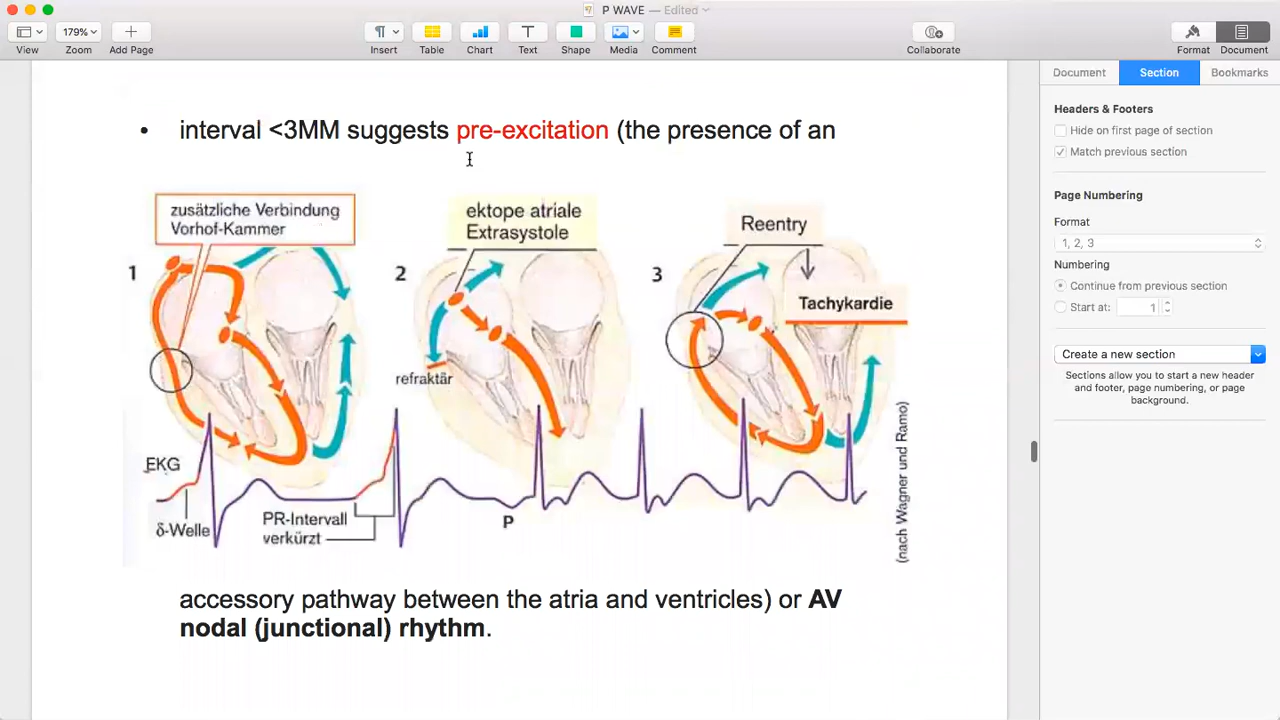 P WAVE — Edited
179%
View
Zoom
Add Page
Insert
Table
Chart
Text
Shape
Media
Comment
Collaborate
Format
Document
Document
Section
Bookmarks
• interval <3MM suggests pre-excitation (the presence of an
zusätzliche Verbindung
Vorhof-Kammer
ektope atriale
Extrasystole
Reentry
Tachykardie
1
2
3
refraktär
EKG
δ-Welle
PR-Intervall
verkürzt
P
(nach Wagner und Ramo)
accessory pathway between the atria and ventricles) or AV
nodal (junctional) rhythm.
Headers & Footers
Hide on first page of section
Match previous section
Page Numbering
Format
1, 2, 3
Numbering
Continue from previous section
Start at: 1
Create a new section
Sections allow you to start a new header
and footer, page numbering, or page
background.